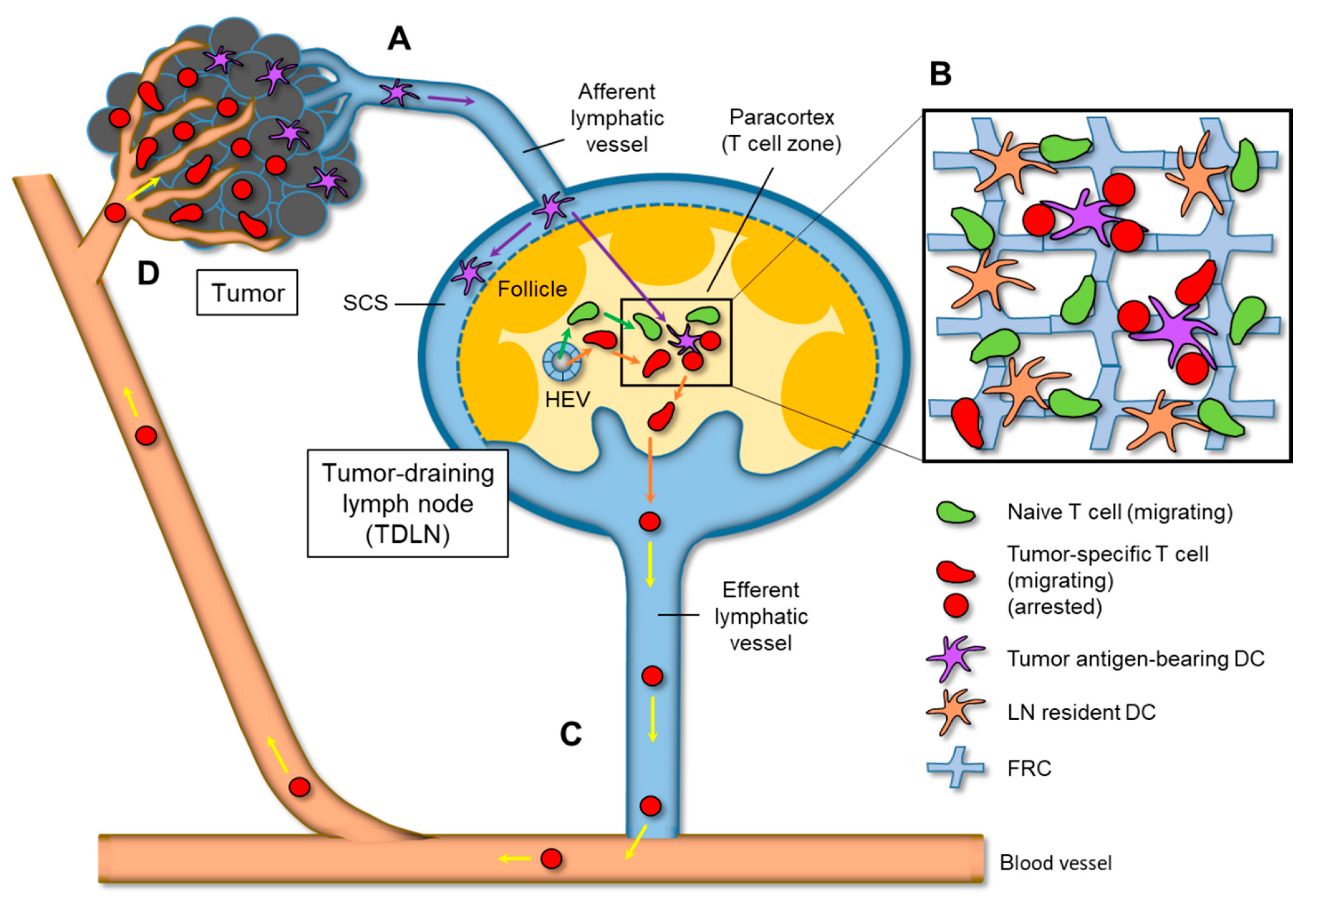 A
B
Afferent
lymphatic
vessel
Paracortex
(T cell zone)
D
Tumor
SCS
Follicle
HEV
Tumor-draining
lymph node
(TDLN)
Efferent
lymphatic
vessel
C
Naive T cell (migrating)
Tumor-specific T cell
(migrating)
(arrested)
Tumor antigen-bearing DC
LN resident DC
FRC
Blood vessel